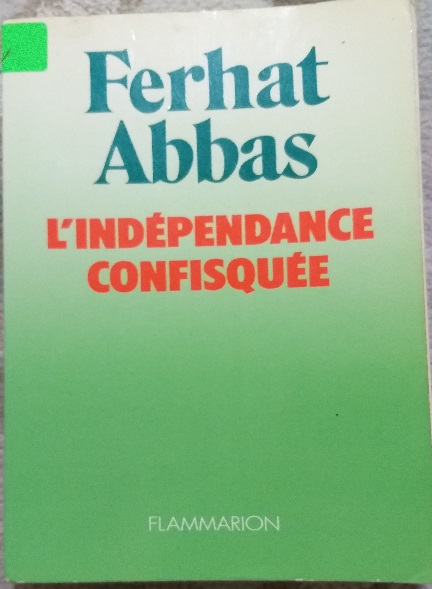 Ferhat
Abbas
L'INDÉPENDANCE
CONFISQUÉE
FLAMMARION